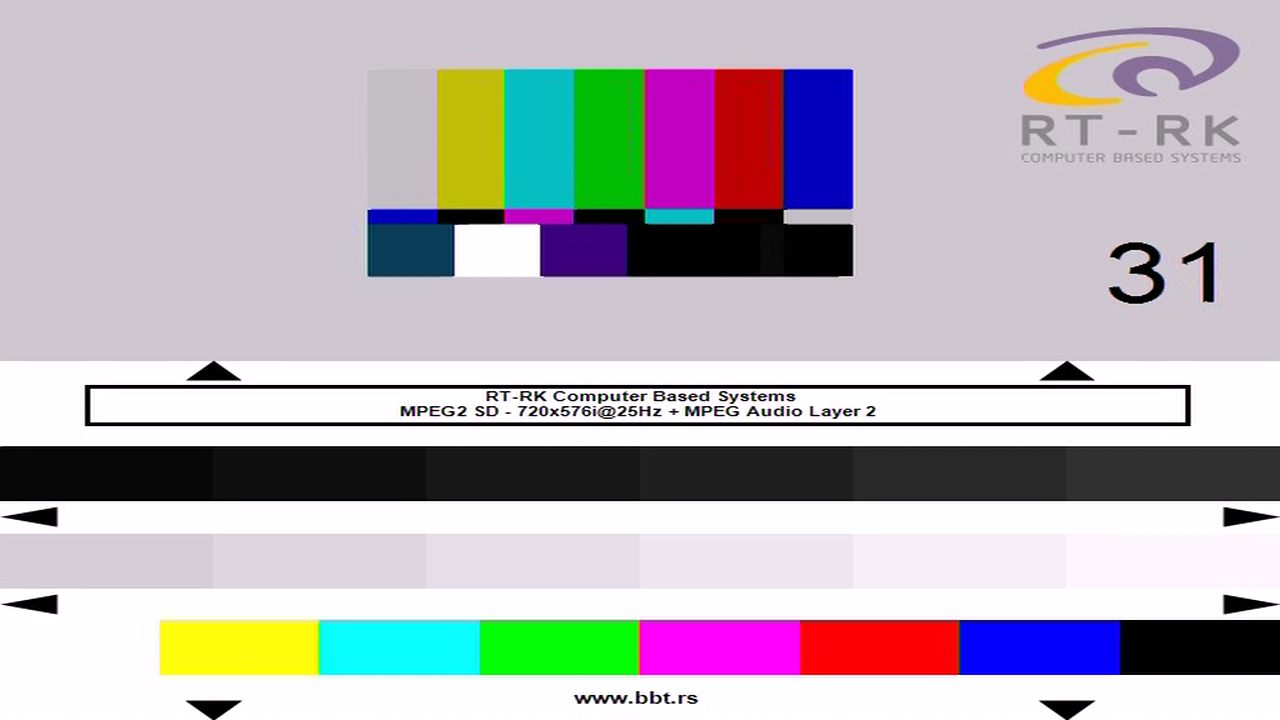 RT-RK
COMPUTER BASED SYSTEMS
31
RT-RK Computer Based Systems
MPEG2 SD - 720x576i@25Hz + MPEG Audio Layer 2
www.bbt.rs